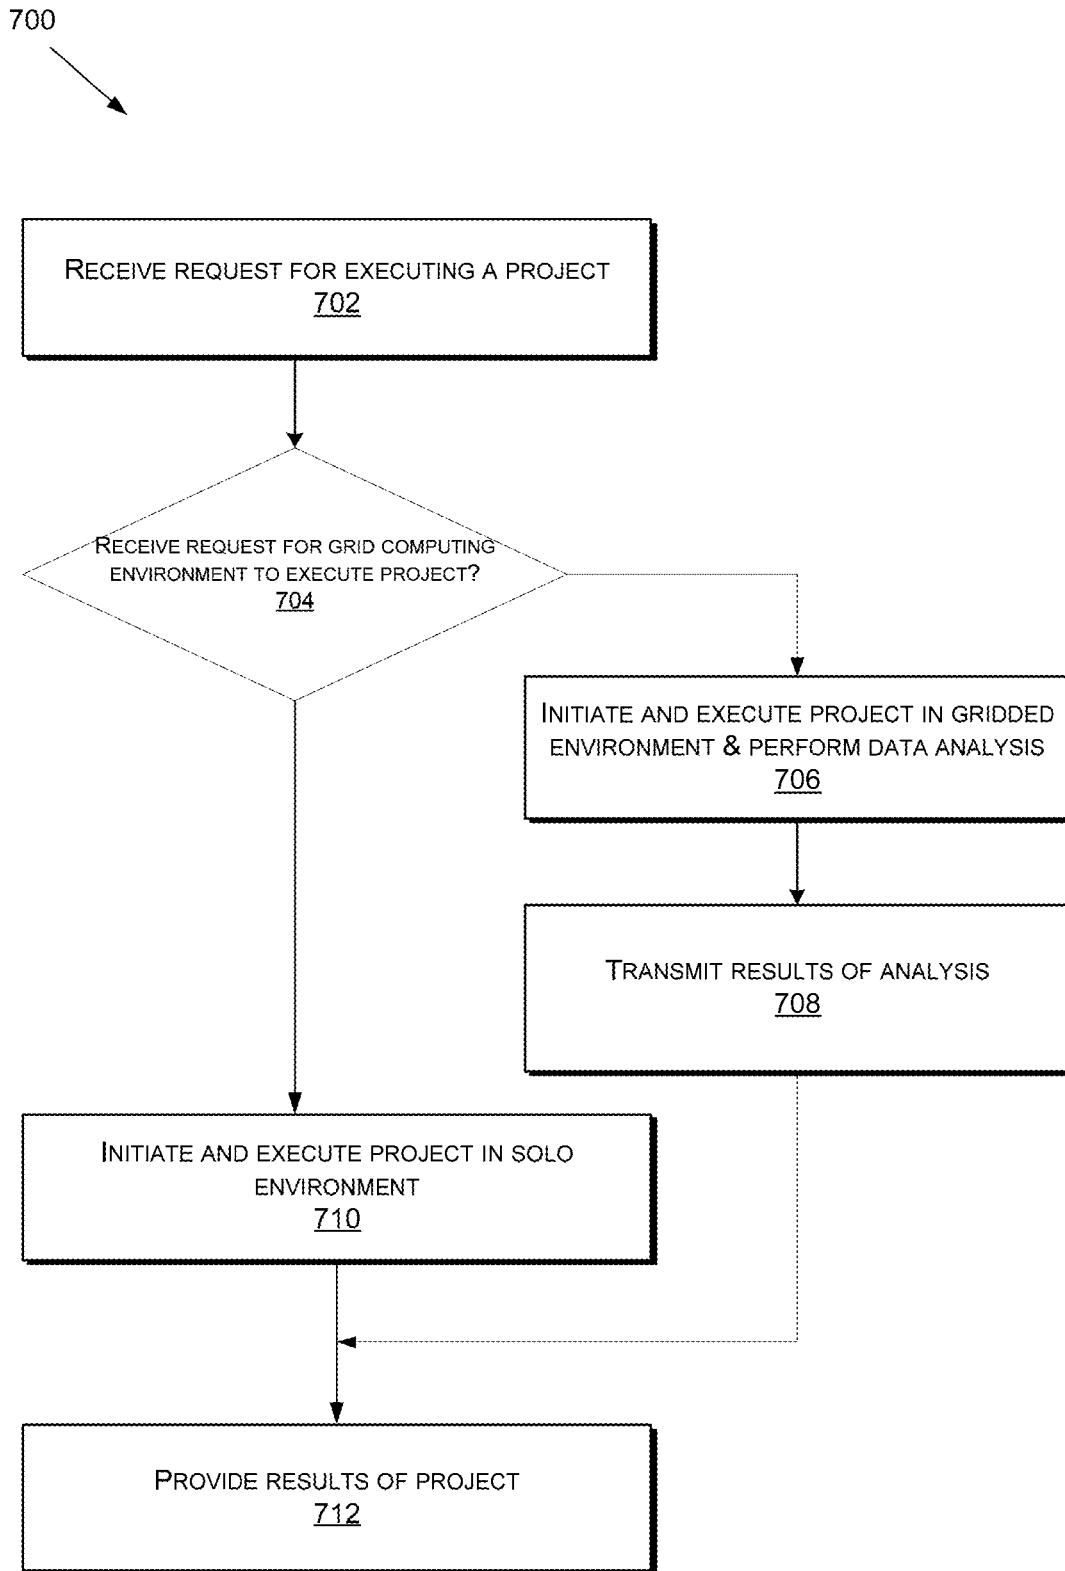 700
RECEIVE REQUEST FOR EXECUTING A PROJECT
702
RECEIVE REQUEST FOR GRID COMPUTING
ENVIRONMENT TO EXECUTE PROJECT?
704
INITIATE AND EXECUTE PROJECT IN GRIDDED
ENVIRONMENT & PERFORM DATA ANALYSIS
706
TRANSMIT RESULTS OF ANALYSIS
708
INITIATE AND EXECUTE PROJECT IN SOLO
ENVIRONMENT
710
PROVIDE RESULTS OF PROJECT
712